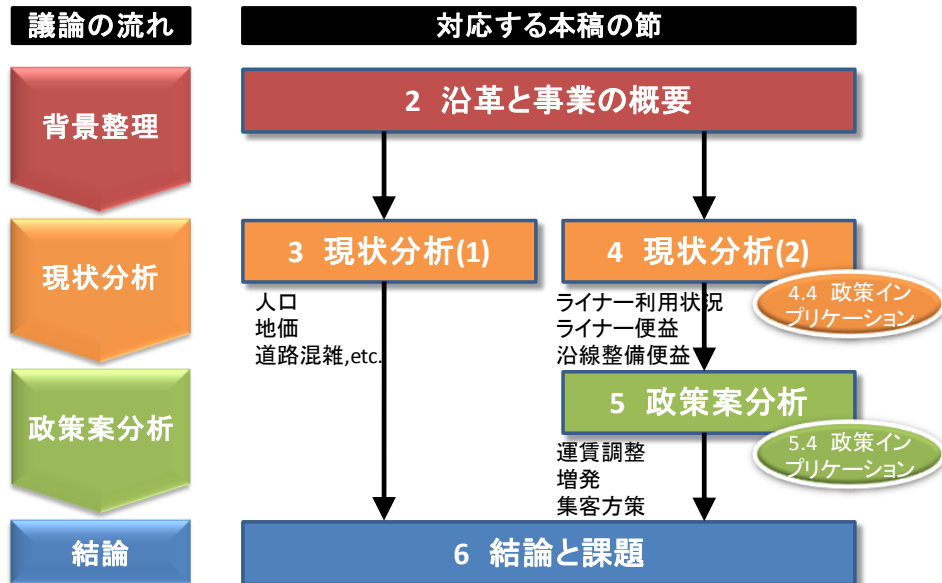 議論の流れ
対応する本稿の節
背景整理
2 沿革と事業の概要
現状分析
3 現状分析(1)
人口
地価
道路混雑,etc.
4 現状分析(2)
4.4 政策イン
プリケーション
ライナー利用状況
ライナー便益
沿線整備便益
政策案分析
5 政策案分析
5.4 政策イン
プリケーション
運賃調整
増発
集客方策
結論
6 結論と課題